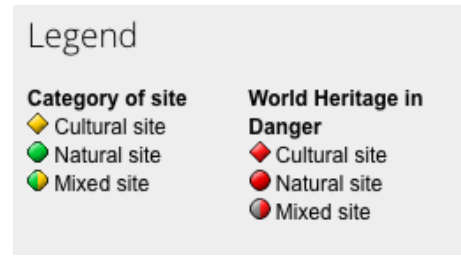 Legend
Category of site
Cultural site
Natural site
Mixed site
World Heritage in
Danger
Cultural site
Natural site
Mixed site